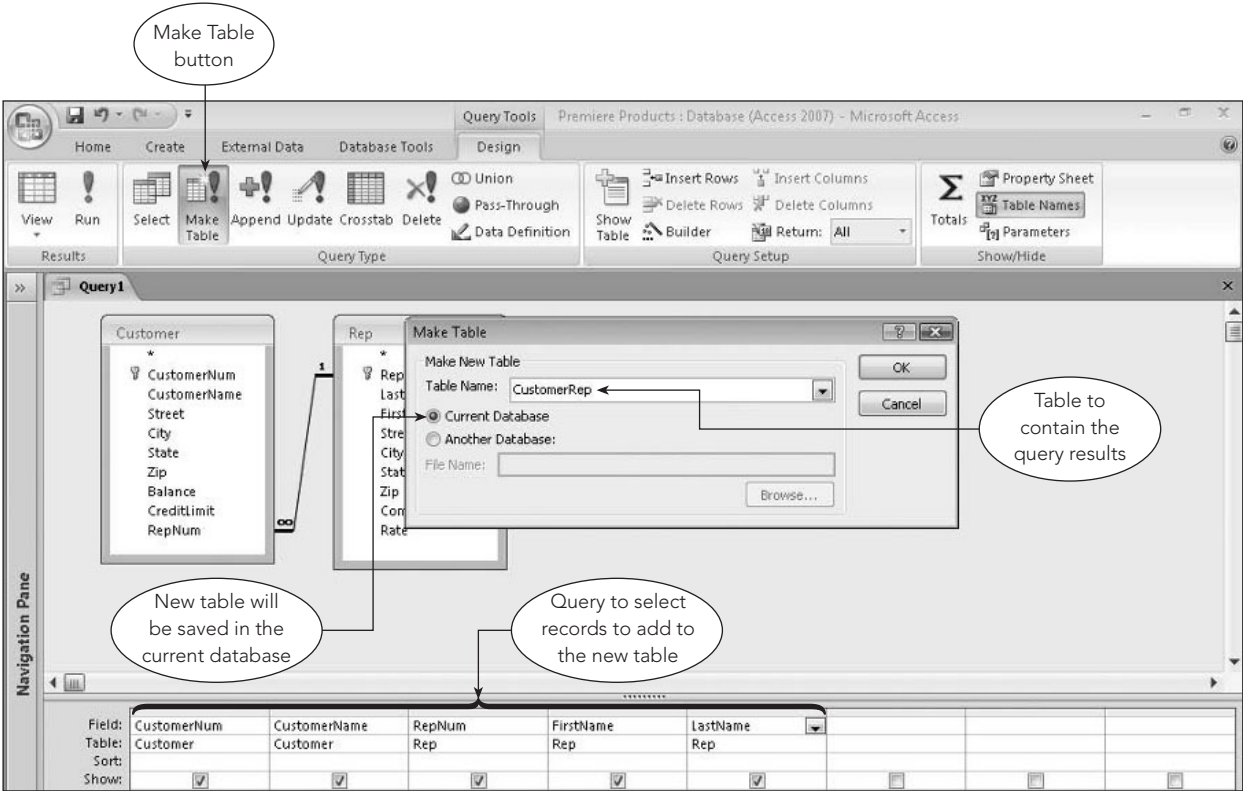 Make Table
button
Query Tools
Premiere Products : Database (Access 2007) - Microsoft Access
Home
Create
External Data
Database Tools
Design
View
Run
Results
Select
Make
Table
Append
Update
Crosstab
Delete
Union
Pass-Through
Data Definition
Query Type
Show
Table
Insert Rows
Delete Rows
Builder
Insert Columns
Delete Columns
Return: All
Query Setup
Totals
Property Sheet
Table Names
Parameters
Show/Hide
Query1
Customer
*
CustomerNum
CustomerName
Street
City
State
Zip
Balance
CreditLimit
RepNum
1
∞
Rep
*
Rep
Last
First
Stre
City
Stat
Zip
Com
Rate
Make Table
Make New Table
Table Name: CustomerRep
Current Database
Another Database:
File Name:
Browse...
OK
Cancel
Table to
contain the
query results
New table will
be saved in the
current database
Query to select
records to add to
the new table
Navigation Pane
Field: CustomerNum CustomerName RepNum FirstName LastName
Table: Customer Customer Rep Rep Rep
Sort:
Show: